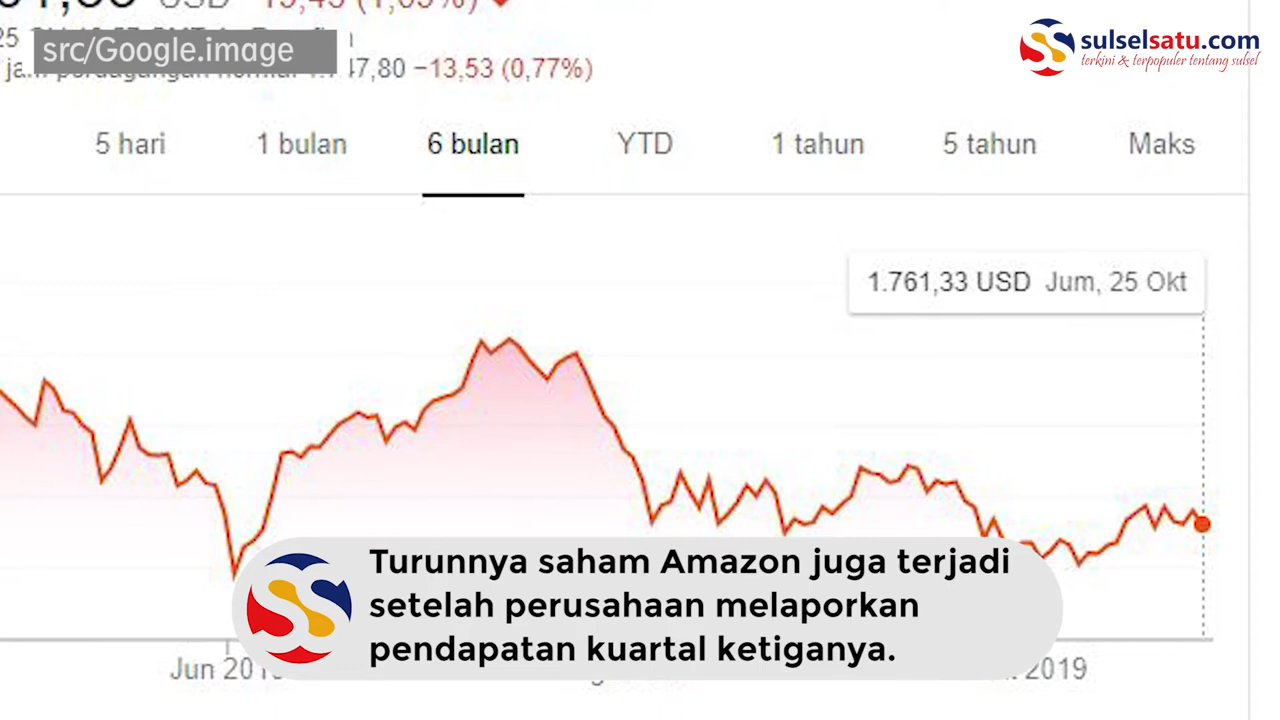 USD
src/Google.image
47,80 −13,53 (0,77%)
sulselsatu.com
terkini & terpopuler tentang sulsel
5 hari 1 bulan 6 bulan YTD 1 tahun 5 tahun Maks
1.761,33 USD Jum, 25 Okt
Turunnya saham Amazon juga terjadi
setelah perusahaan melaporkan
pendapatan kuartal ketiganya.
Jun 2019